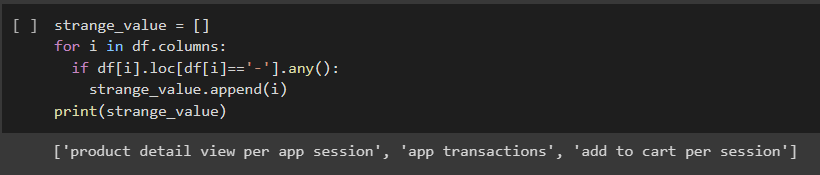 [ ] strange_value = []
for i in df.columns:
  if df[i].loc[df[i]=='-'].any():
    strange_value.append(i)
print(strange_value)
['product detail view per app session', 'app transactions', 'add to cart per session']